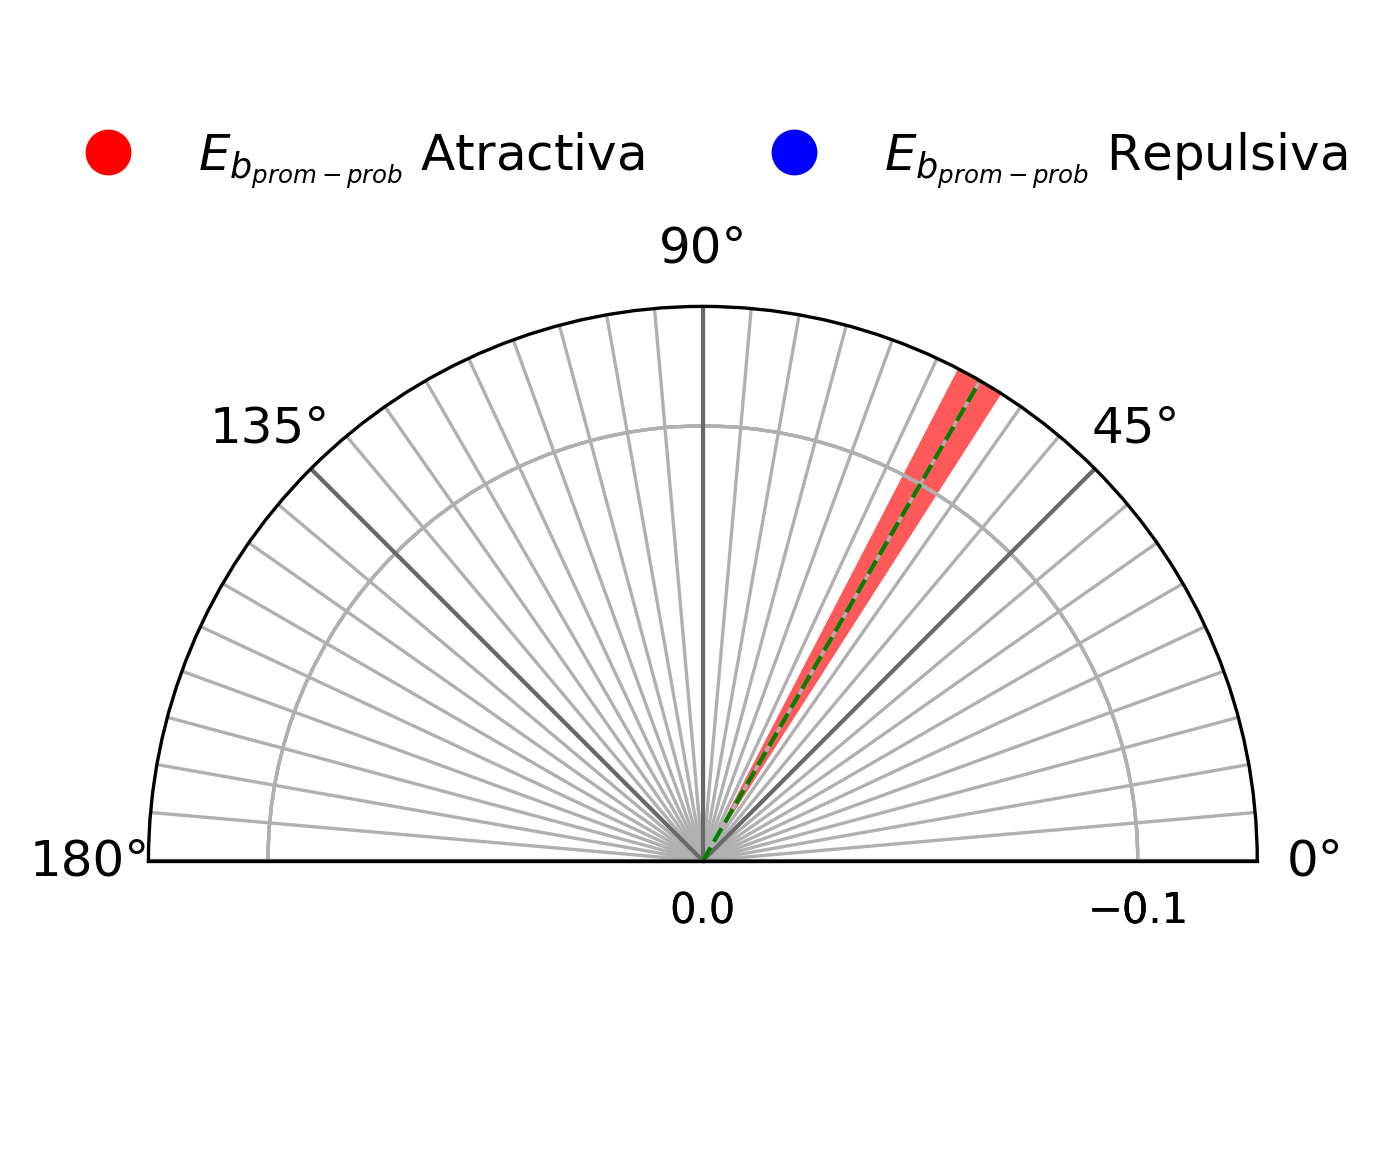 E_{b_{prom-prob}} Atractiva E_{b_{prom-prob}} Repulsiva
90°
135° 45°
180° 0°
0.0 −0.1